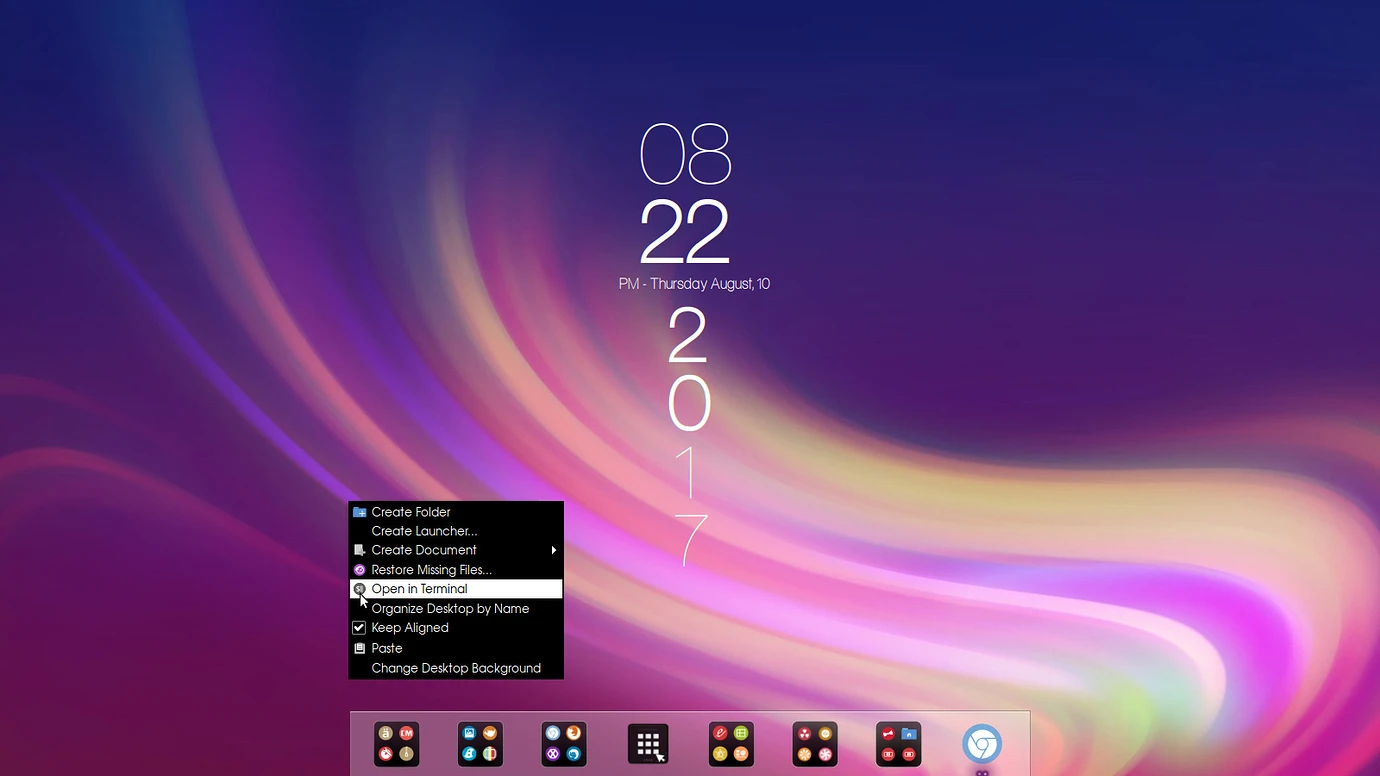 08
22
PM - Thursday August, 10
2
0
1
7
Create Folder
Create Launcher...
Create Document
Restore Missing Files...
Open in Terminal
Organize Desktop by Name
Keep Aligned
Paste
Change Desktop Background